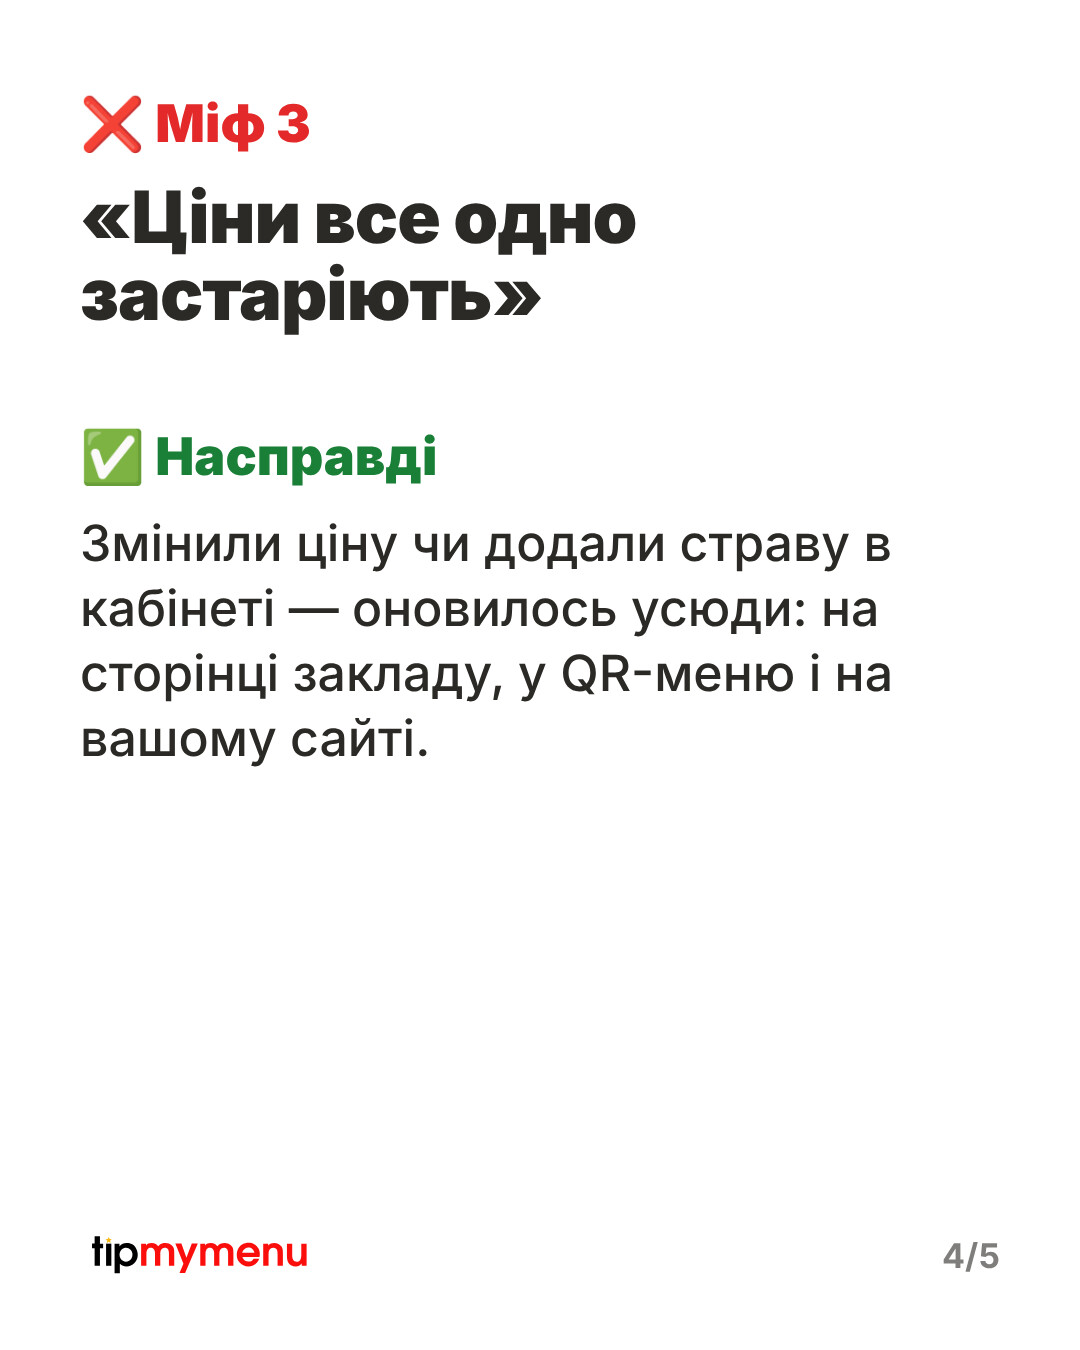 ❌ Міф 3
«Ціни все одно
застаріють»
✅ Насправді
Змінили ціну чи додали страву в
кабінеті — оновилось усюди: на
сторінці закладу, у QR-меню і на
вашому сайті.
tipmymenu
4/5